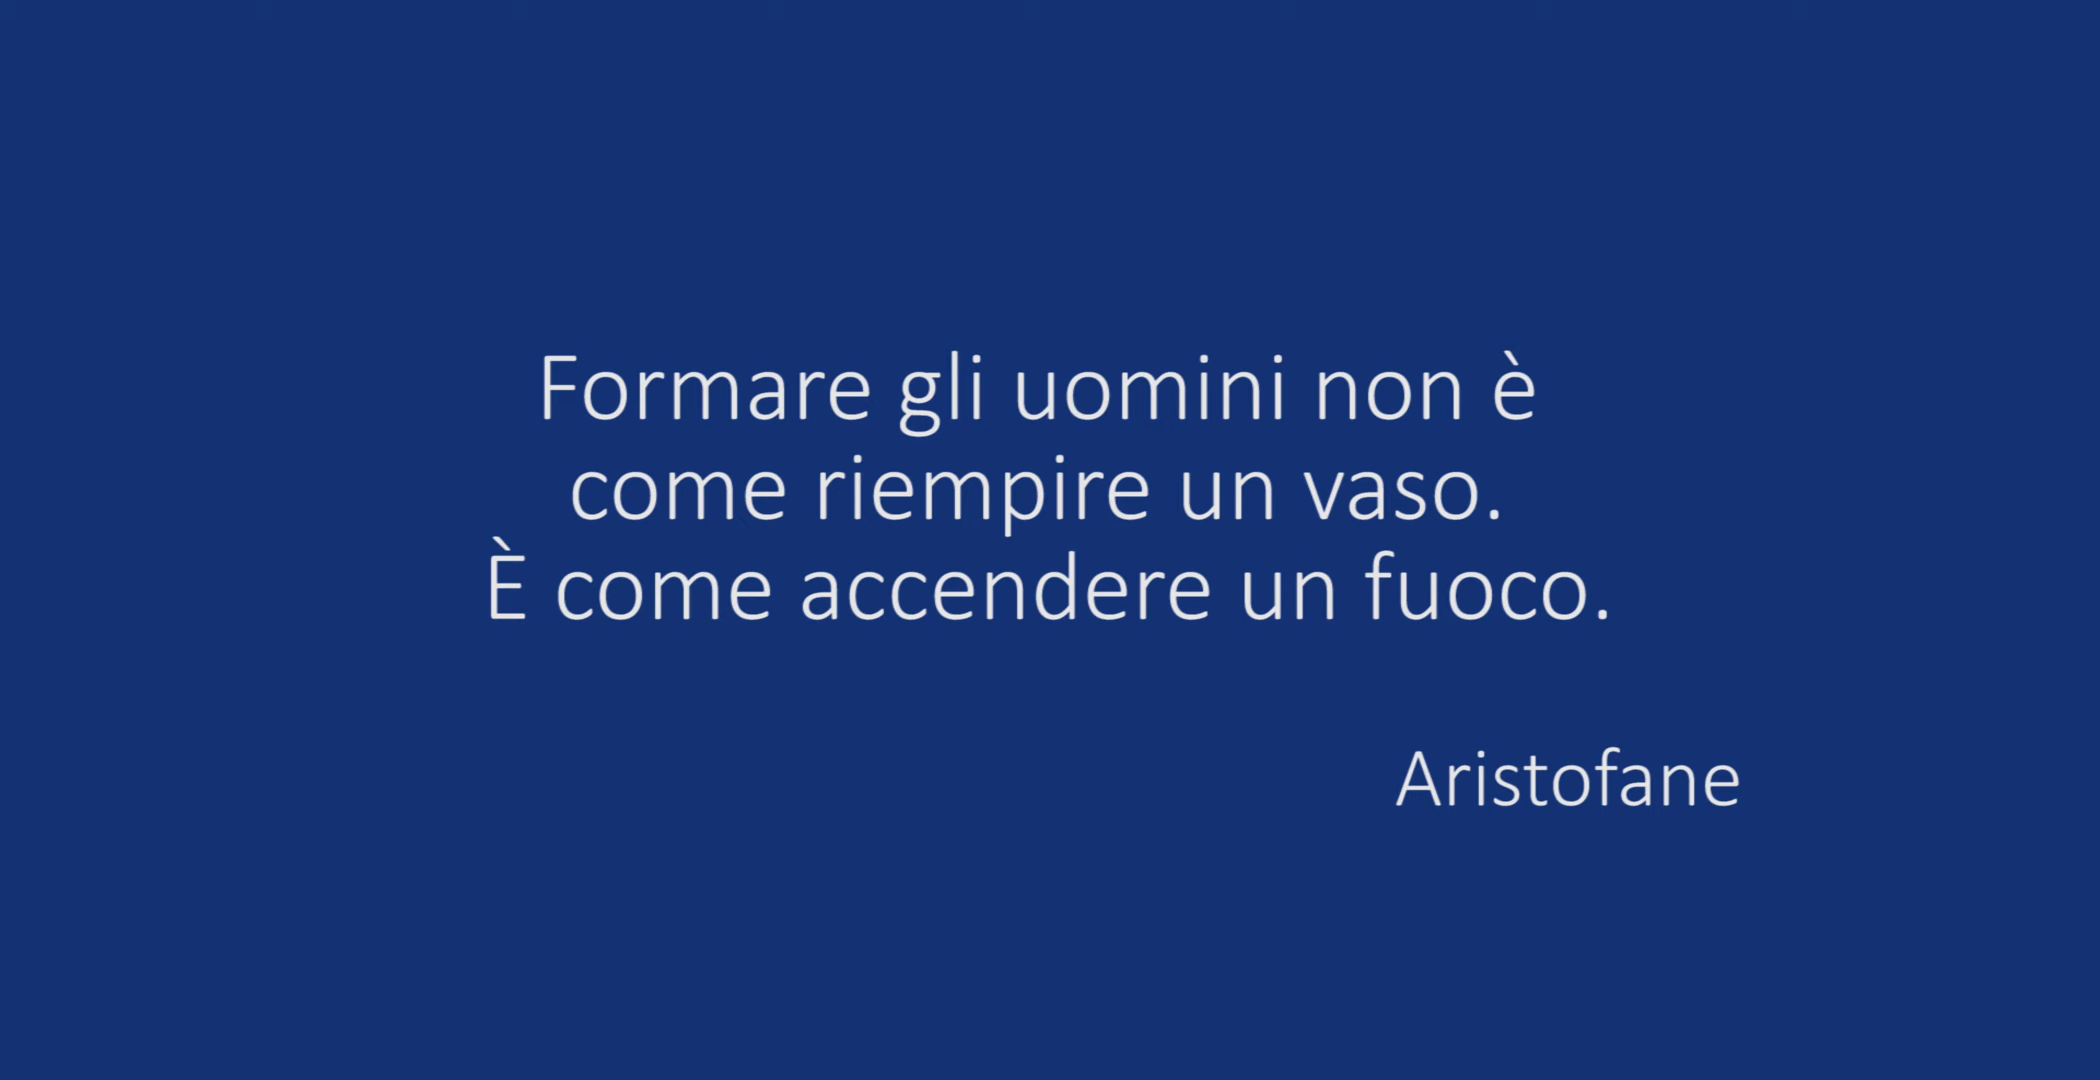 Formare gli uomini non è
come riempire un vaso.
È come accendere un fuoco.
Aristofane